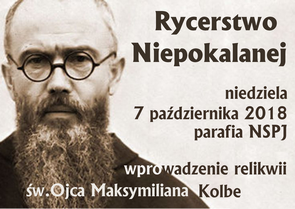 Rycerstwo
Niepokalanej
niedziela
7 października 2018
parafia NSPJ
wprowadzenie relikwii
św.Ojca Maksymiliana Kolbe